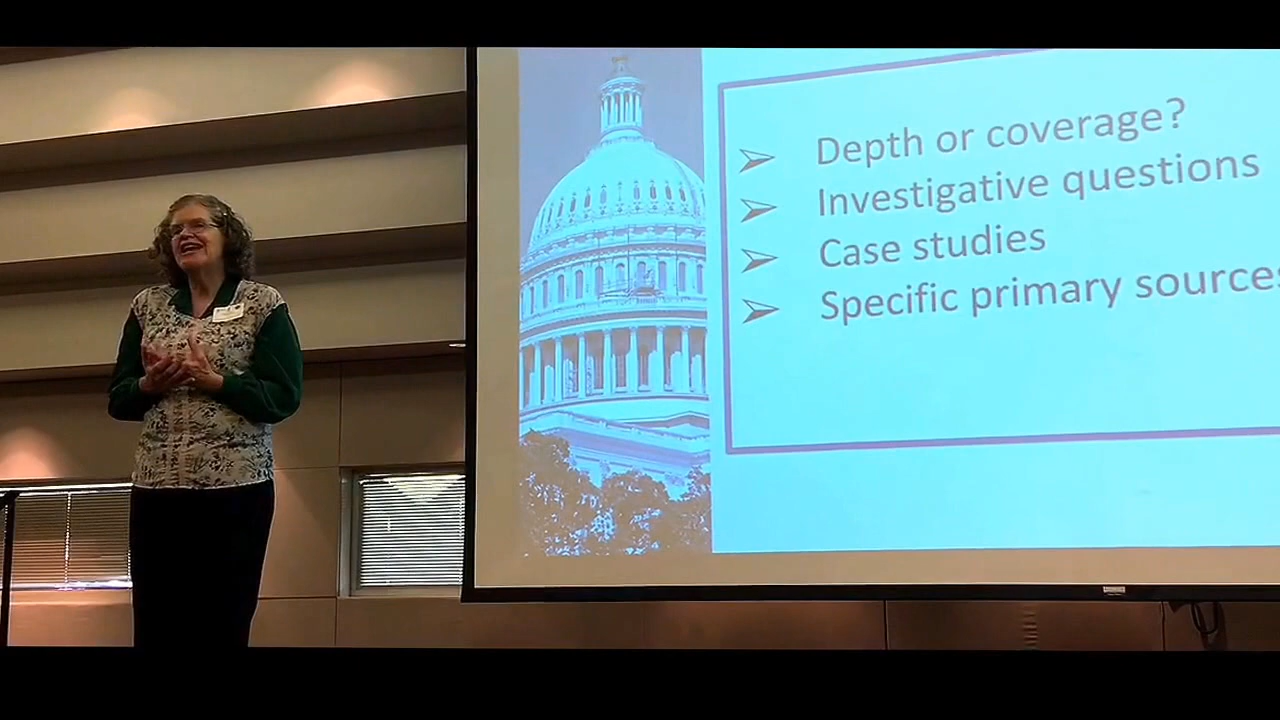 Depth or coverage?
Investigative questions
Case studies
Specific primary sources